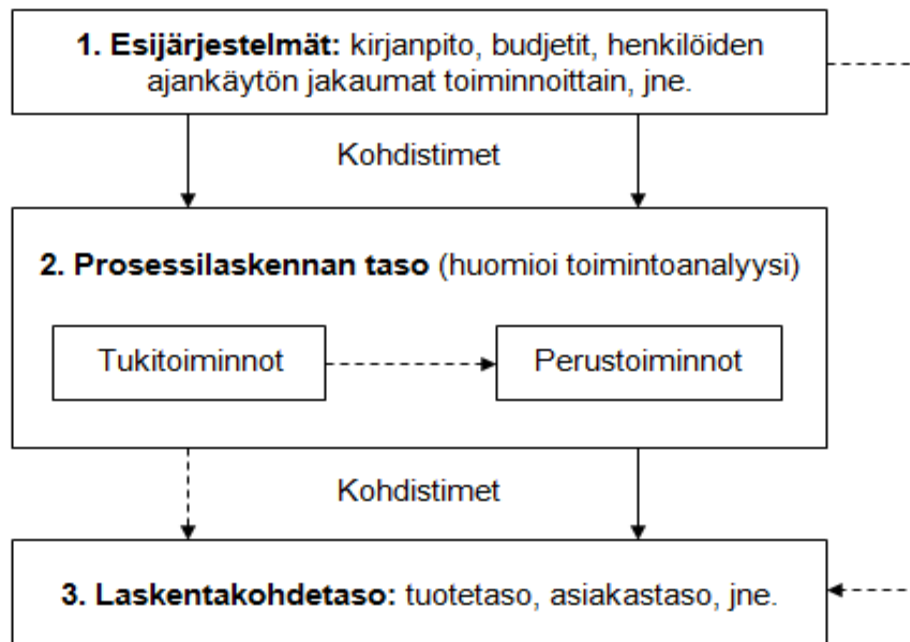 1. Esijärjestelmät: kirjanpito, budjetit, henkilöiden
ajankäytön jakaumat toiminnoittain, jne.
Kohdistimet
2. Prosessilaskennan taso (huomioi toimintoanalyysi)
Tukitoiminnot
Perustoiminnot
Kohdistimet
3. Laskentakohdetaso: tuotetaso, asiakastaso, jne.